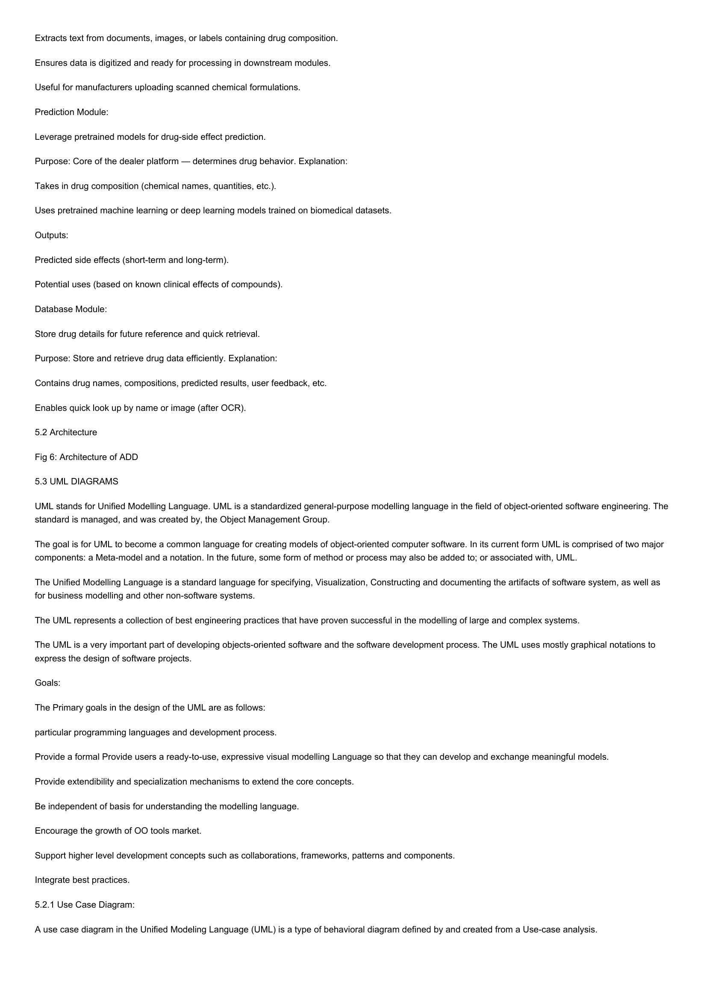 Extracts text from documents, images, or labels containing drug composition.
Ensures data is digitized and ready for processing in downstream modules.
Useful for manufacturers uploading scanned chemical formulations.
Prediction Module:
Leverage pretrained models for drug-side effect prediction.
Purpose: Core of the dealer platform — determines drug behavior. Explanation:
Takes in drug composition (chemical names, quantities, etc.).
Uses pretrained machine learning or deep learning models trained on biomedical datasets.
Outputs:
Predicted side effects (short-term and long-term).
Potential uses (based on known clinical effects of compounds).
Database Module:
Store drug details for future reference and quick retrieval.
Purpose: Store and retrieve drug data efficiently. Explanation:
Contains drug names, compositions, predicted results, user feedback, etc.
Enables quick look up by name or image (after OCR).
5.2 Architecture
Fig 6: Architecture of ADD
5.3 UML DIAGRAMS
UML stands for Unified Modelling Language. UML is a standardized general-purpose modelling language in the field of object-oriented software engineering. The
standard is managed, and was created by, the Object Management Group.
The goal is for UML to become a common language for creating models of object-oriented computer software. In its current form UML is comprised of two major
components: a Meta-model and a notation. In the future, some form of method or process may also be added to; or associated with, UML.
The Unified Modelling Language is a standard language for specifying, Visualization, Constructing and documenting the artifacts of software system, as well as
for business modelling and other non-software systems.
The UML represents a collection of best engineering practices that have proven successful in the modelling of large and complex systems.
The UML is a very important part of developing objects-oriented software and the software development process. The UML uses mostly graphical notations to
express the design of software projects.
Goals:
The Primary goals in the design of the UML are as follows:
particular programming languages and development process.
Provide a formal Provide users a ready-to-use, expressive visual modelling Language so that they can develop and exchange meaningful models.
Provide extendibility and specialization mechanisms to extend the core concepts.
Be independent of basis for understanding the modelling language.
Encourage the growth of OO tools market.
Support higher level development concepts such as collaborations, frameworks, patterns and components.
Integrate best practices.
5.2.1 Use Case Diagram:
A use case diagram in the Unified Modeling Language (UML) is a type of behavioral diagram defined by and created from a Use-case analysis.